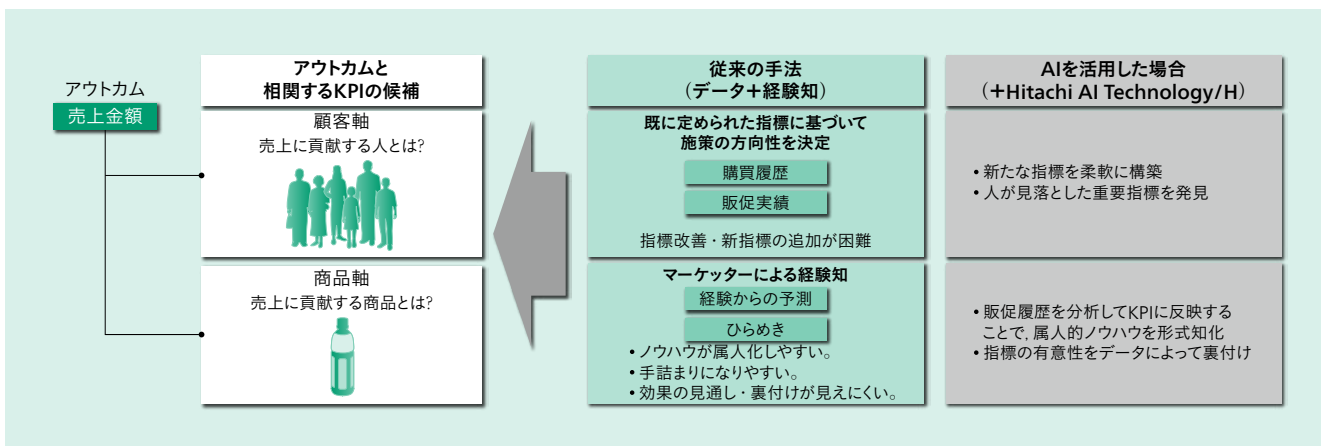 アウトカム
売上金額
アウトカムと
相関するKPIの候補
顧客軸
売上に貢献する人とは?
商品軸
売上に貢献する商品とは?
従来の手法
（データ+経験知）
既に定められた指標に基づいて
施策の方向性を決定
購買履歴
販促実績
指標改善・新指標の追加が困難
マーケッターによる経験知
経験からの予測
ひらめき
• ノウハウが属人化しやすい。
• 手詰まりになりやすい。
• 効果の見通し・裏付けが見えにくい。
AIを活用した場合
（+Hitachi AI Technology/H）
• 新たな指標を柔軟に構築
• 人が見落とした重要指標を発見
• 販促履歴を分析してKPIに反映する
ことで, 属人的ノウハウを形式知化
• 指標の有意性をデータによって裏付け